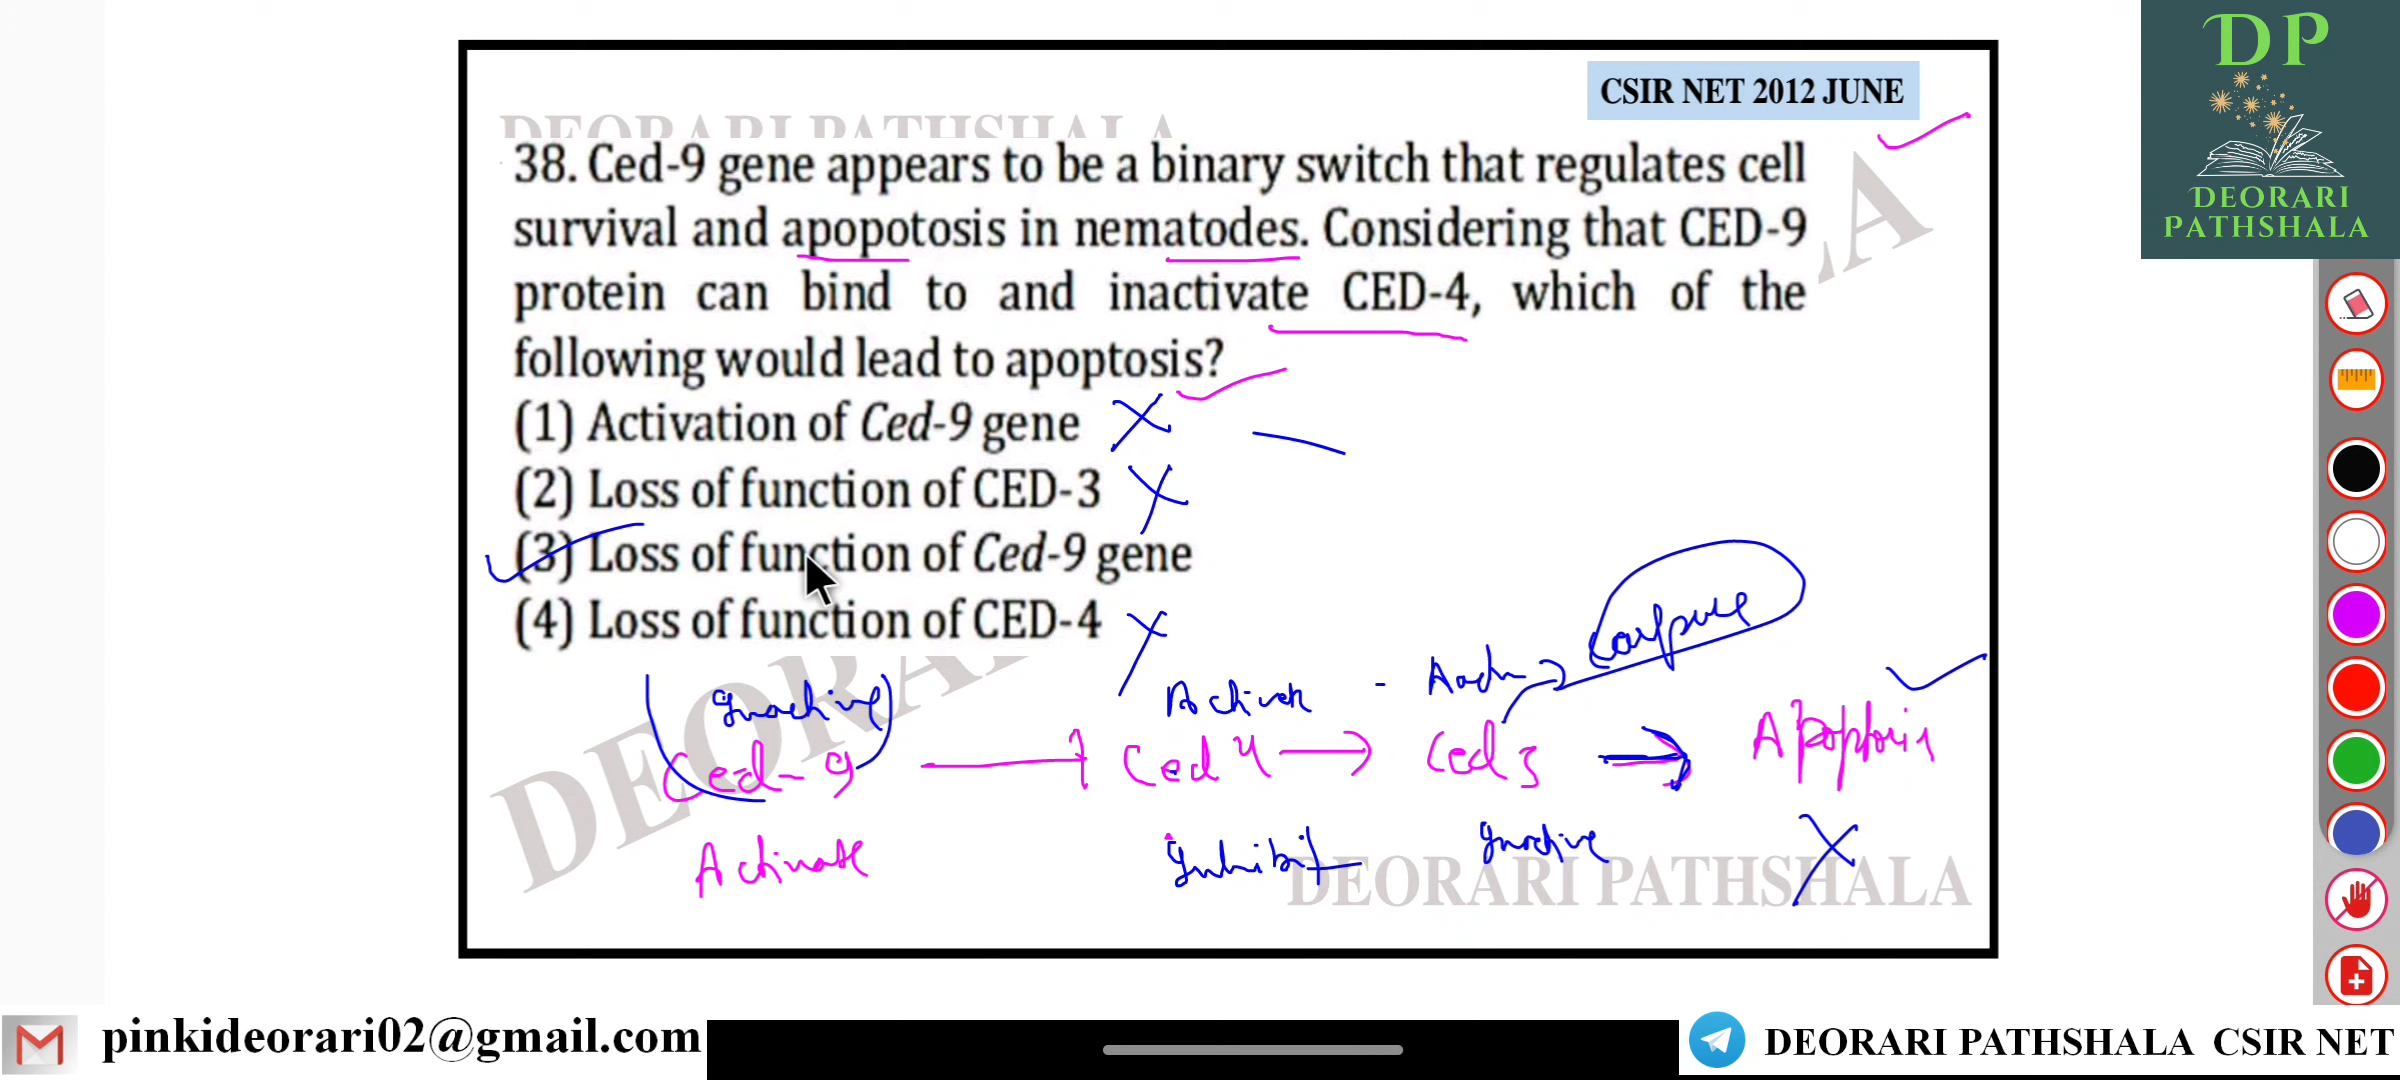 DP
DEORARI
PATHSHALA
CSIR NET 2012 JUNE
DEORARI PATHSHALA
38. Ced-9 gene appears to be a binary switch that regulates cell
survival and apopotosis in nematodes. Considering that CED-9
protein can bind to and inactivate CED-4, which of the
following would lead to apoptosis?
(1) Activation of Ced-9 gene
(2) Loss of function of CED-3
(3) Loss of function of Ced-9 gene
(4) Loss of function of CED-4
Ced-9 Ced 4 Ced 3 Apoptosis
Activate Inhibit Inactive
DEORARI PATHSHALA
pinkideorari02@gmail.com
DEORARI PATHSHALA CSIR NET